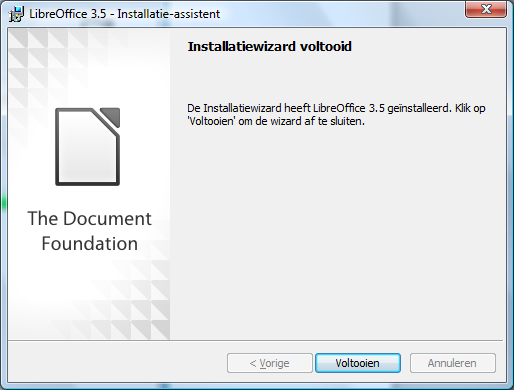 LibreOffice 3.5 - Installatie-assistent
Installatiewizard voltooid
De Installatiewizard heeft LibreOffice 3.5 geïnstalleerd. Klik op
'Voltooien' om de wizard af te sluiten.
The Document
Foundation
< Vorige
Voltooien
Annuleren